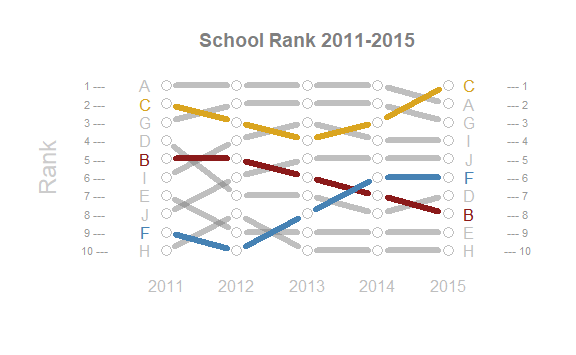 School Rank 2011-2015
Rank
1 --- A C --- 1
2 --- C A --- 2
3 --- G G --- 3
4 --- D I --- 4
5 --- B J --- 5
6 --- I F --- 6
7 --- E D --- 7
8 --- J B --- 8
9 --- F E --- 9
10 --- H H --- 10
2011 2012 2013 2014 2015